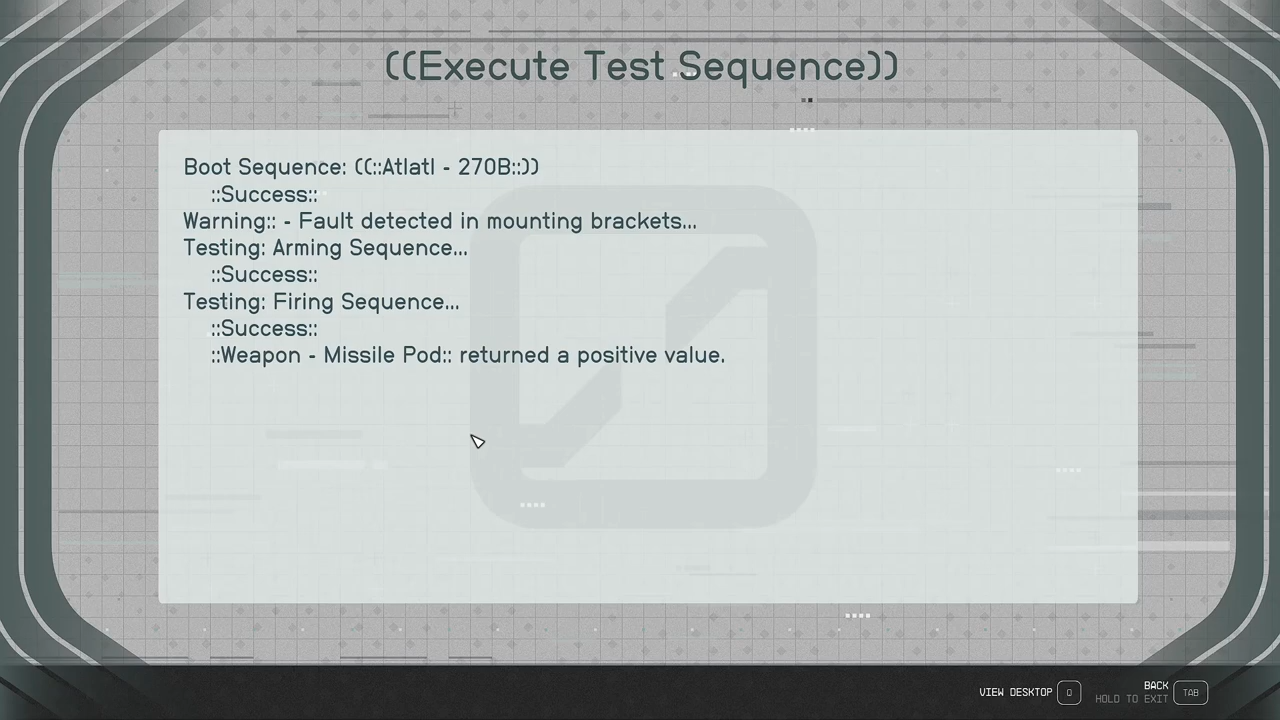 ((Execute Test Sequence))
Boot Sequence: ((::Atlatl - 270B::))
::Success::
Warning:: - Fault detected in mounting brackets...
Testing: Arming Sequence...
::Success::
Testing: Firing Sequence...
::Success::
::Weapon - Missile Pod:: returned a positive value.
VIEW DESKTOP Q
BACK
HOLD TO EXIT TAB